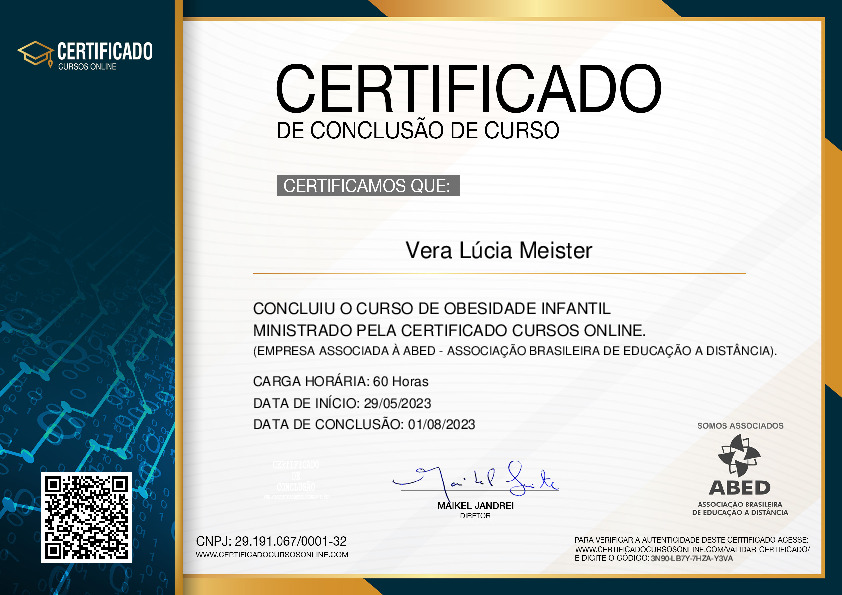 CERTIFICADO
CURSOS ONLINE
CERTIFICADO
DE CONCLUSÃO DE CURSO
CERTIFICAMOS QUE:
Vera Lúcia Meister
CONCLUIU O CURSO DE OBESIDADE INFANTIL
MINISTRADO PELA CERTIFICADO CURSOS ONLINE.
(EMPRESA ASSOCIADA À ABED - ASSOCIAÇÃO BRASILEIRA DE EDUCAÇÃO A DISTÂNCIA).
CARGA HORÁRIA: 60 Horas
DATA DE INÍCIO: 29/05/2023
DATA DE CONCLUSÃO: 01/08/2023
SOMOS ASSOCIADOS
ABED
ASSOCIAÇÃO BRASILEIRA
DE EDUCAÇÃO A DISTÂNCIA
MAIKEL JANDREI
DIRETOR
CNPJ: 29.191.067/0001-32
WWW.CERTIFICADOCURSOSONLINE.COM
PARA VERIFICAR A AUTENTICIDADE DESTE CERTIFICADO ACESSE:
WWW.CERTIFICADOCURSOSONLINE.COM/VALIDAR-CERTIFICADO/
E DIGITE O CÓDIGO: 3N90-LB7Y-7HZA-Y3VA